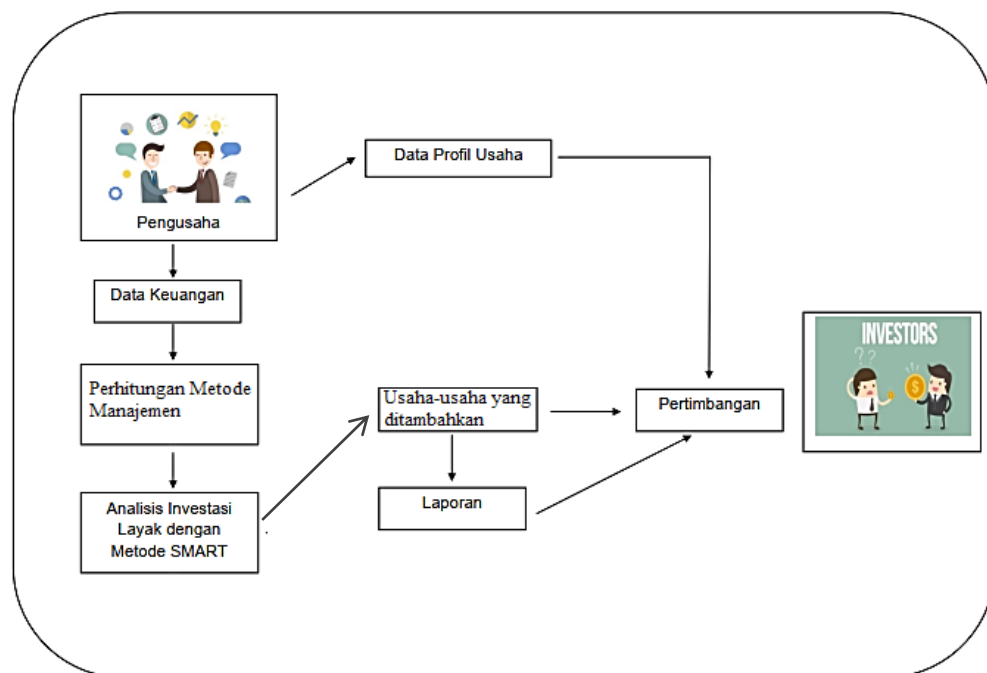 Pengusaha
Data Profil Usaha
Data Keuangan
Perhitungan Metode
Manajemen
Analisis Investasi
Layak dengan
Metode SMART
Usaha-usaha yang
ditambahkan
Laporan
Pertimbangan
INVESTORS
??
$